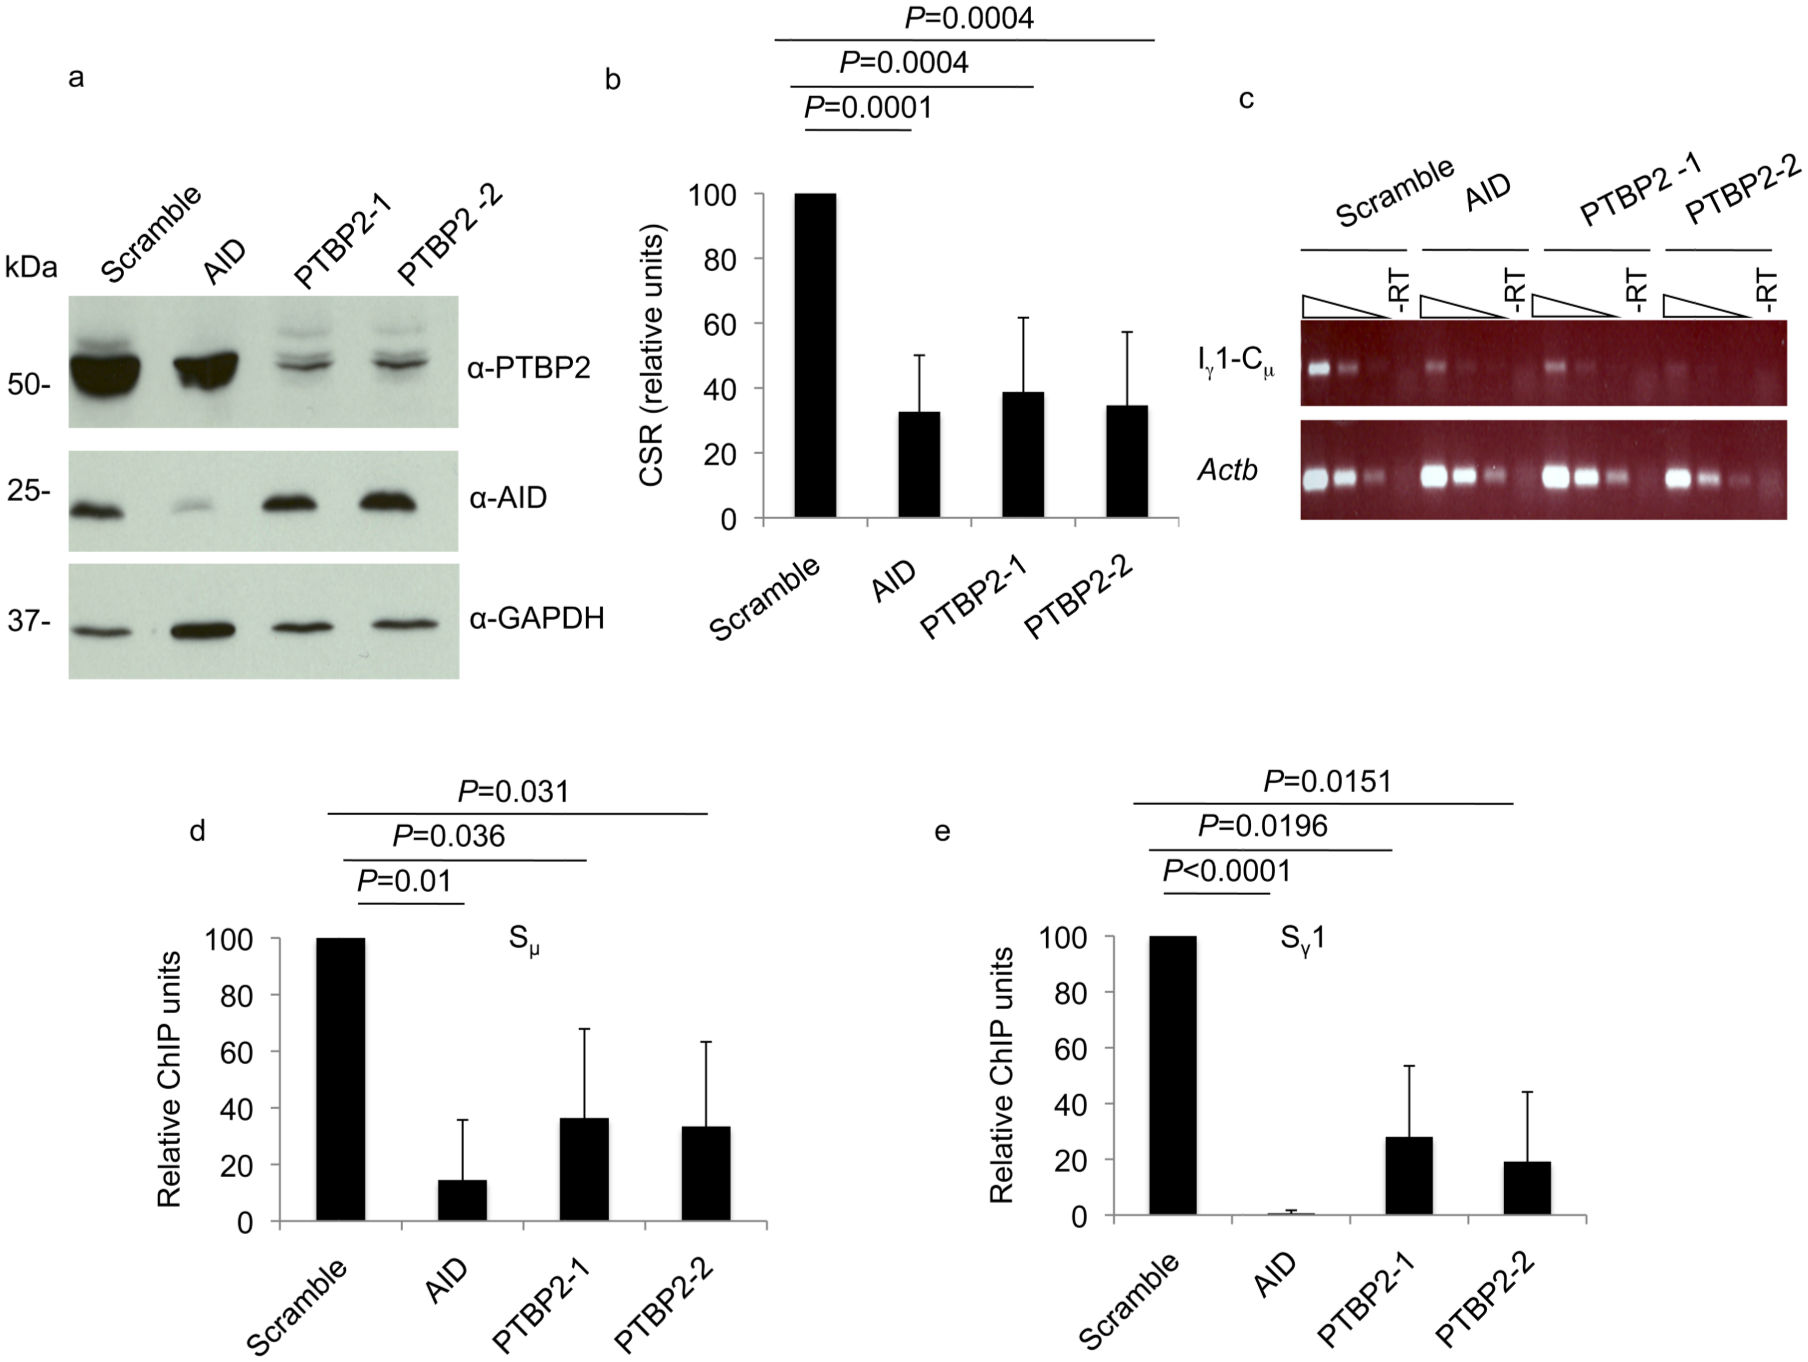 a
kDa
Scramble
AID
PTBP2-1
PTBP2 -2
50-
α-PTBP2
25-
α-AID
37-
α-GAPDH
b
P=0.0004
P=0.0004
P=0.0001
CSR (relative units)
100
80
60
40
20
0
Scramble
AID
PTBP2-1
PTBP2-2
c
Scramble
AID
PTBP2 -1
PTBP2-2
-RT
-RT
-RT
-RT
Iγ1-Cμ
Actb
d
P=0.031
P=0.036
P=0.01
Sμ
Relative ChIP units
100
80
60
40
20
0
Scramble
AID
PTBP2-1
PTBP2-2
e
P=0.0151
P=0.0196
P<0.0001
Sγ1
Relative ChIP units
100
80
60
40
20
0
Scramble
AID
PTBP2-1
PTBP2-2